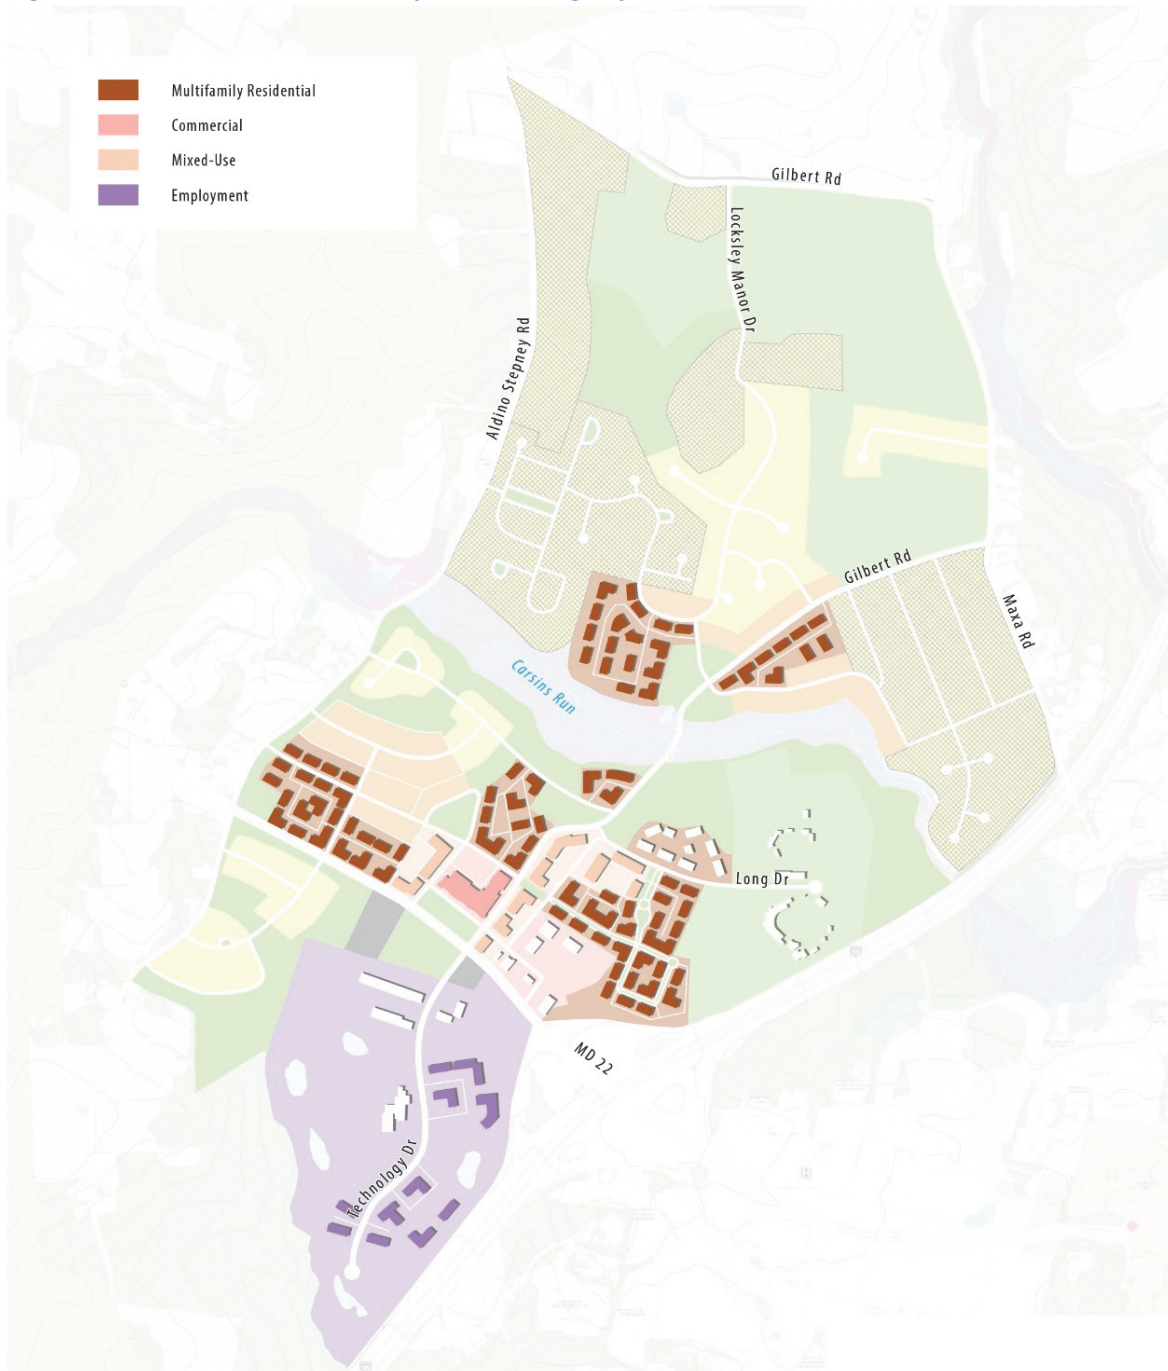 Multifamily Residential
Commercial
Mixed-Use
Employment
Gilbert Rd
Locksley Manor Dr
Aldino Stepney Rd
Gilbert Rd
Maxa Rd
Carsins Run
Long Dr
MD 22
Technology Dr